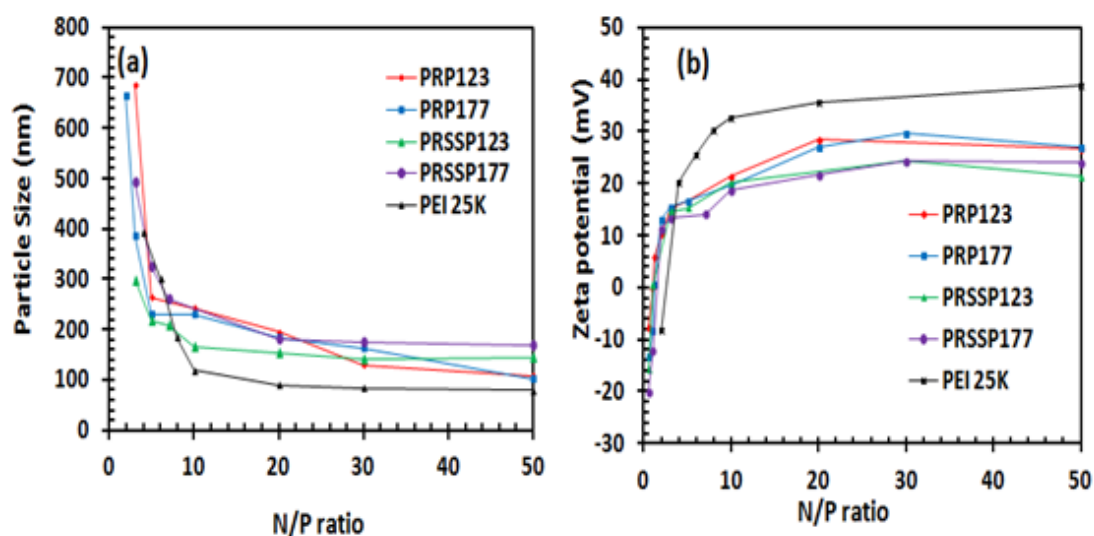 (a)
Particle Size (nm)
800
700
600
500
400
300
200
100
0
PRP123
PRP177
PRSSP123
PRSSP177
PEI 25K
0 10 20 30 40 50
N/P ratio
(b)
Zeta potential (mV)
50
40
30
20
10
0
-10
-20
-30
PRP123
PRP177
PRSSP123
PRSSP177
PEI 25K
0 10 20 30 40 50
N/P ratio